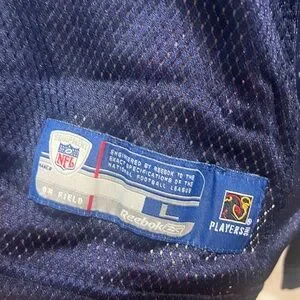 NFL
ENGINEERED BY REEBOK TO THE
EXACT SPECIFICATIONS OF THE
NATIONAL FOOTBALL LEAGUE
ON FIELD
Reebok
L
PLAYERS